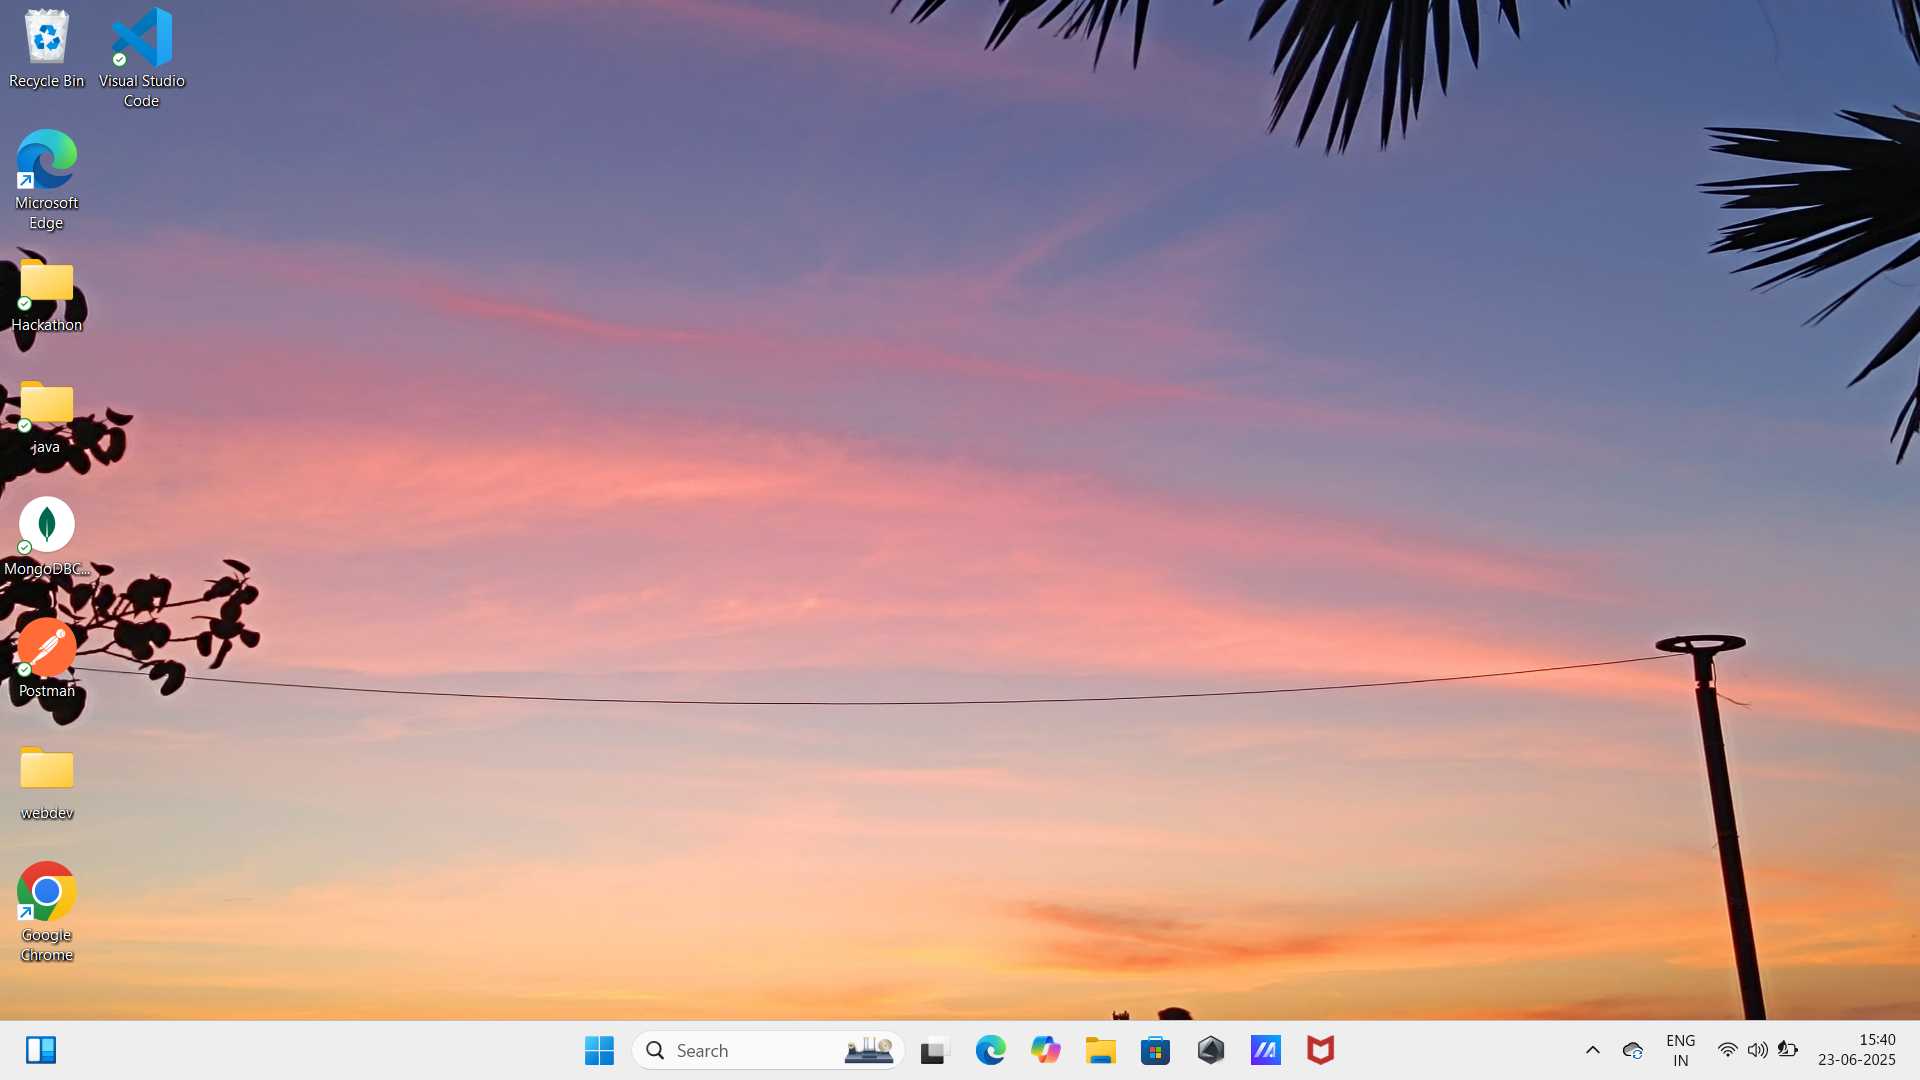 Recycle Bin
Visual Studio
Code
Microsoft
Edge
Hackathon
java
MongoDBC...
Postman
webdev
Google
Chrome
Search
ENG
IN
15:40
23-06-2025